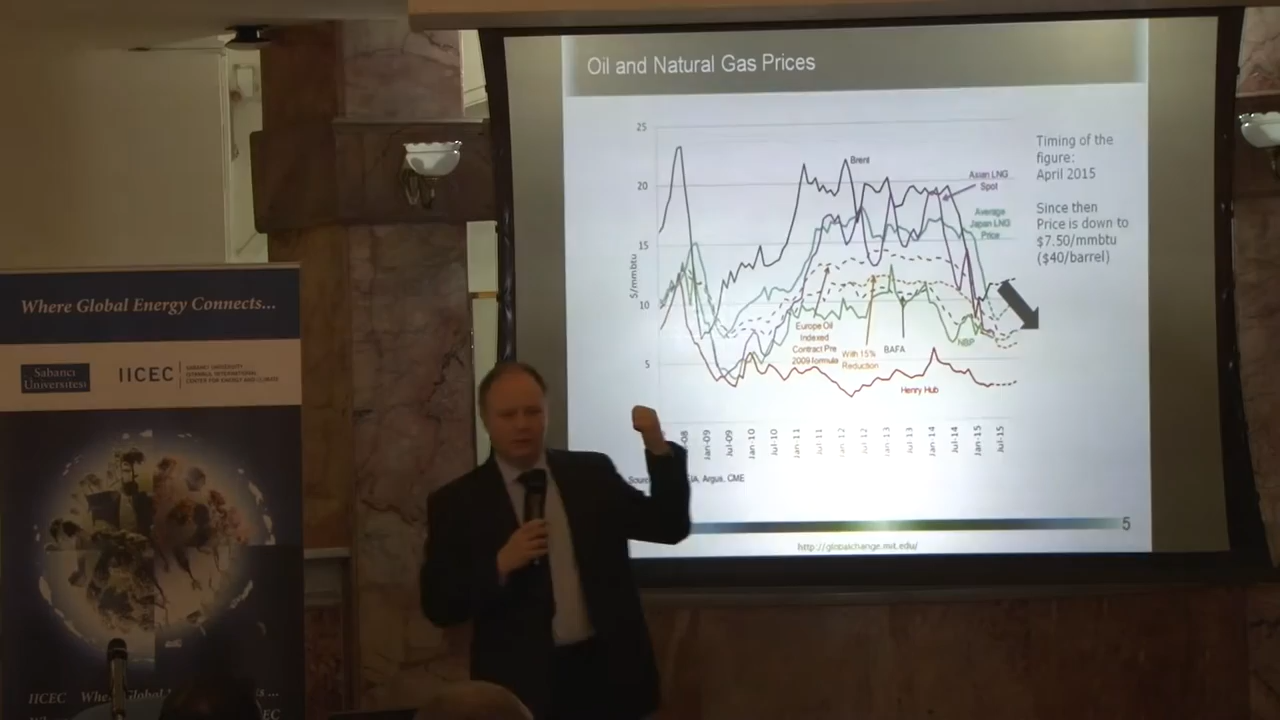 Oil and Natural Gas Prices
25
20
15
10
5
$/mmbtu
Brent
Asian LNG
Spot
Average
Japan LNG
Price
Europe Oil
Indexed
Contract Pre
2009 formula
With 15%
Reduction
BAFA
NBP
Henry Hub
Jan-09
Jul-09
Jan-10
Jul-10
Jan-11
Jul-11
Jan-12
Jul-12
Jan-13
Jul-13
Jan-14
Jul-14
Jan-15
Jul-15
Timing of the
figure:
April 2015
Since then
Price is down to
$7.50/mmbtu
($40/barrel)
Argus, CME
5
http://globalchange.mit.edu/
Where Global Energy Connects...
Sabancı
Üniversitesi
IICEC
SABANCI UNIVERSITY
ISTANBUL INTERNATIONAL
CENTER FOR ENERGY AND CLIMATE
IICEC